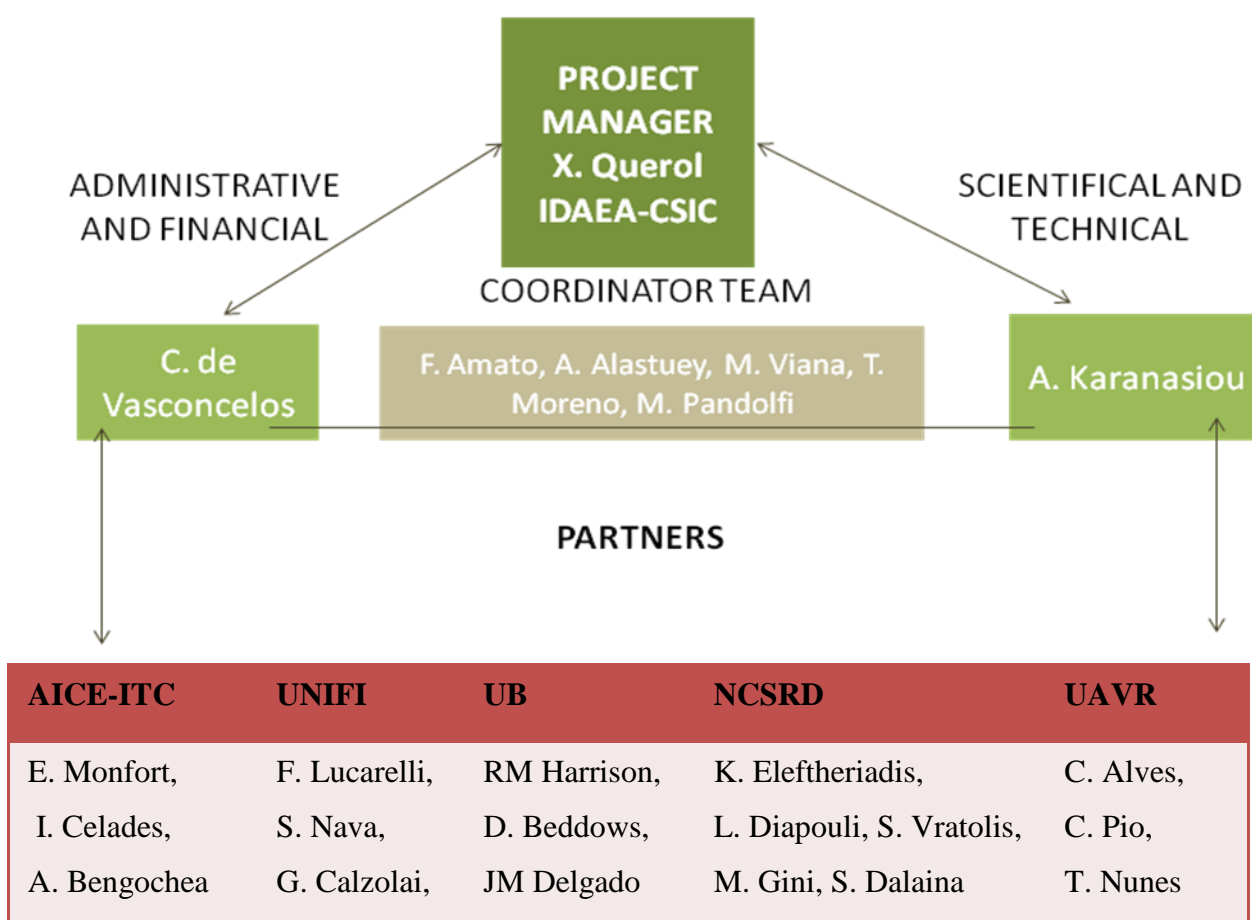 PROJECT
MANAGER
X. Querol
IDAEA-CSIC
ADMINISTRATIVE
AND FINANCIAL
SCIENTIFICAL AND
TECHNICAL
COORDINATOR TEAM
C. de
Vasconcelos
F. Amato, A. Alastuey, M. Viana, T.
Moreno, M. Pandolfi
A. Karanasiou
PARTNERS
AICE-ITC UNIFI UB NCSRD UAVR
E. Monfort, F. Lucarelli, RM Harrison, K. Eleftheriadis, C. Alves,
I. Celades, S. Nava, D. Beddows, L. Diapouli, S. Vratolis, C. Pio,
A. Bengochea G. Calzolai, JM Delgado M. Gini, S. Dalaina T. Nunes